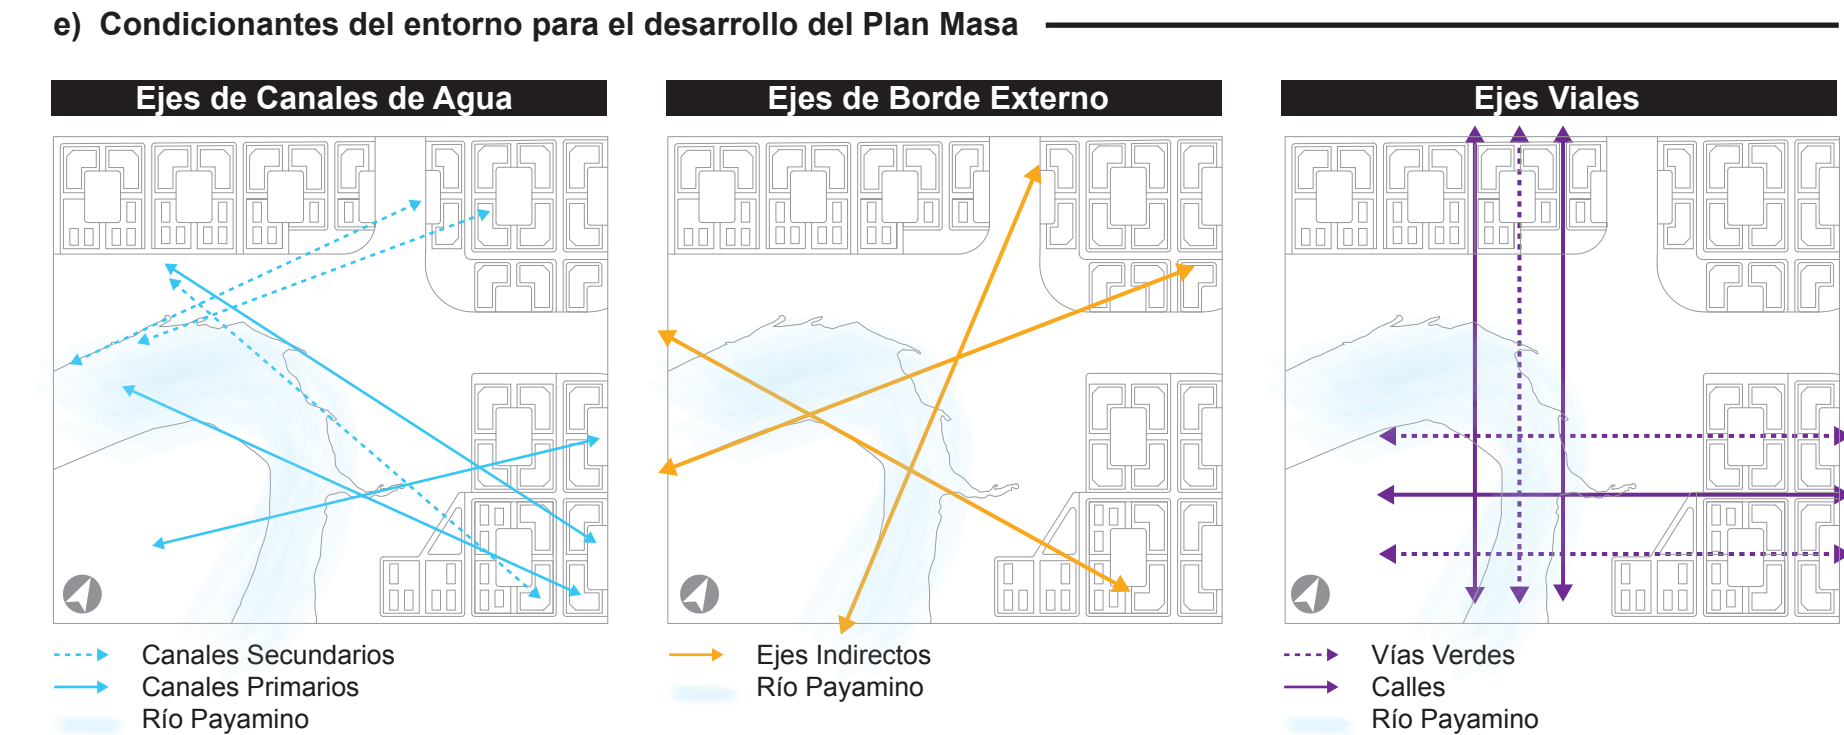 e) Condicionantes del entorno para el desarrollo del Plan Masa
Ejes de Canales de Agua
Canales Secundarios
Canales Primarios
Río Payamino
Ejes de Borde Externo
Ejes Indirectos
Río Payamino
Ejes Viales
Vías Verdes
Calles
Río Payamino